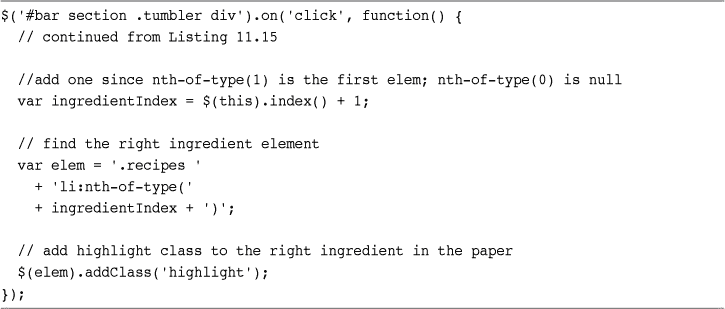 $('#bar section .tumbler div').on('click', function() {
  // continued from Listing 11.15

  //add one since nth-of-type(1) is the first elem; nth-of-type(0) is null
  var ingredientIndex = $(this).index() + 1;

  // find the right ingredient element
  var elem = '.recipes '
    + 'li:nth-of-type('
    + ingredientIndex + ')';

  // add highlight class to the right ingredient in the paper
  $(elem).addClass('highlight');
});